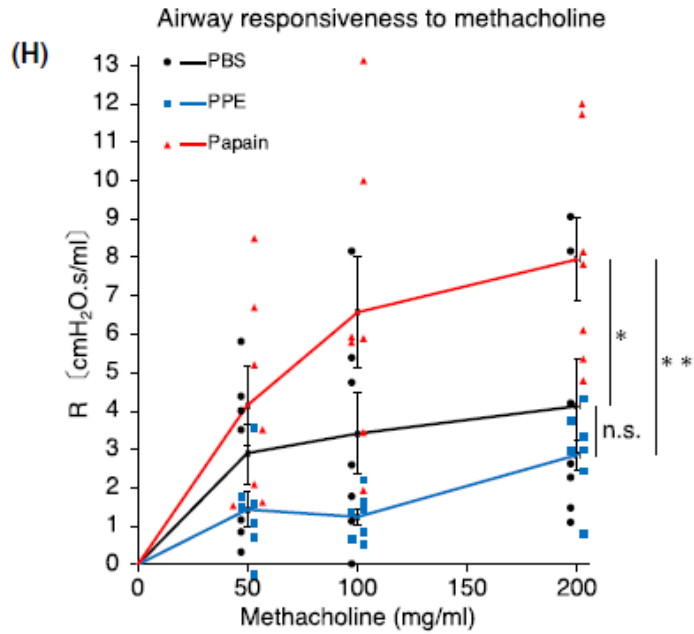 Airway responsiveness to methacholine
(H)
PBS
PPE
Papain
R 〔cmH₂O.s/ml〕
13
12
11
10
9
8
7
6
5
4
3
2
1
0
*
* *
n.s.
0 50 100 150 200
Methacholine (mg/ml)